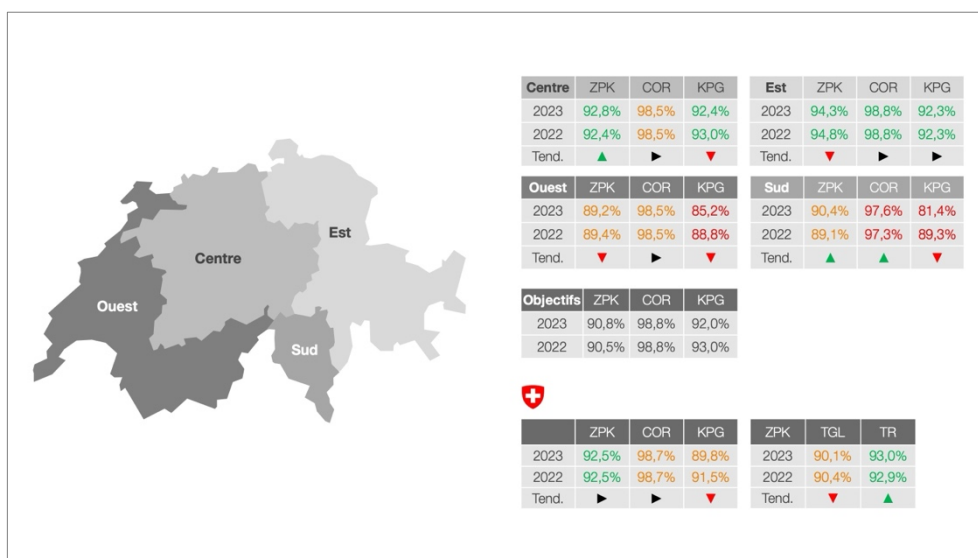 Centre
Est
Ouest
Sud
Centre ZPK COR KPG
2023 92,8% 98,5% 92,4%
2022 92,4% 98,5% 93,0%
Tend. ▲ ► ▼
Est ZPK COR KPG
2023 94,3% 98,8% 92,3%
2022 94,8% 98,8% 92,3%
Tend. ▼ ► ►
Ouest ZPK COR KPG
2023 89,2% 98,5% 85,2%
2022 89,4% 98,5% 88,8%
Tend. ▼ ► ▼
Sud ZPK COR KPG
2023 90,4% 97,6% 81,4%
2022 89,1% 97,3% 89,3%
Tend. ▲ ▲ ▼
Objectifs ZPK COR KPG
2023 90,8% 98,8% 92,0%
2022 90,5% 98,8% 93,0%
ZPK COR KPG
2023 92,5% 98,7% 89,8%
2022 92,5% 98,7% 91,5%
Tend. ► ► ▼
ZPK TGL TR
2023 90,1% 93,0%
2022 90,4% 92,9%
Tend. ▼ ▲